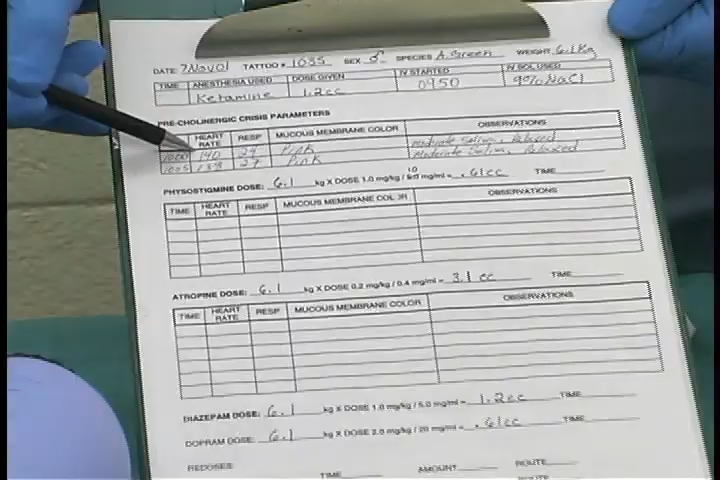 DATE: 7Nov01 TATTOO # 1035 SEX ♂ SPECIES A.Green WEIGHT: 6.1Kg
TIME ANESTHESIA USED DOSE GIVEN IV STARTED IV SOL USED
Ketamine 1.2cc 0950 .9% NaCl
PRE-CHOLINERGIC CRISIS PARAMETERS
HEART RATE RESP MUCOUS MEMBRANE COLOR OBSERVATIONS
1000 140 24 Pink Moderate Saliva, Relaxed
1005 138 27 Pink Moderate Saliva, Relaxed
PHYSOSTIGMINE DOSE: 6.1 kg X DOSE 1.0 mg/kg / 10 mg/ml = .61cc TIME
TIME HEART RATE RESP MUCOUS MEMBRANE COLOR OBSERVATIONS
ATROPINE DOSE: 6.1 kg X DOSE 0.2 mg/kg / 0.4 mg/ml = 3.1 cc TIME
TIME HEART RATE RESP MUCOUS MEMBRANE COLOR OBSERVATIONS
DIAZEPAM DOSE: 6.1 kg X DOSE 1.0 mg/kg / 5.0 mg/ml = 1.2cc TIME
DOPRAM DOSE: 6.1 kg X DOSE 2.0 mg/kg / 20 mg/ml = .61cc TIME
REDOSES: TIME AMOUNT ROUTE